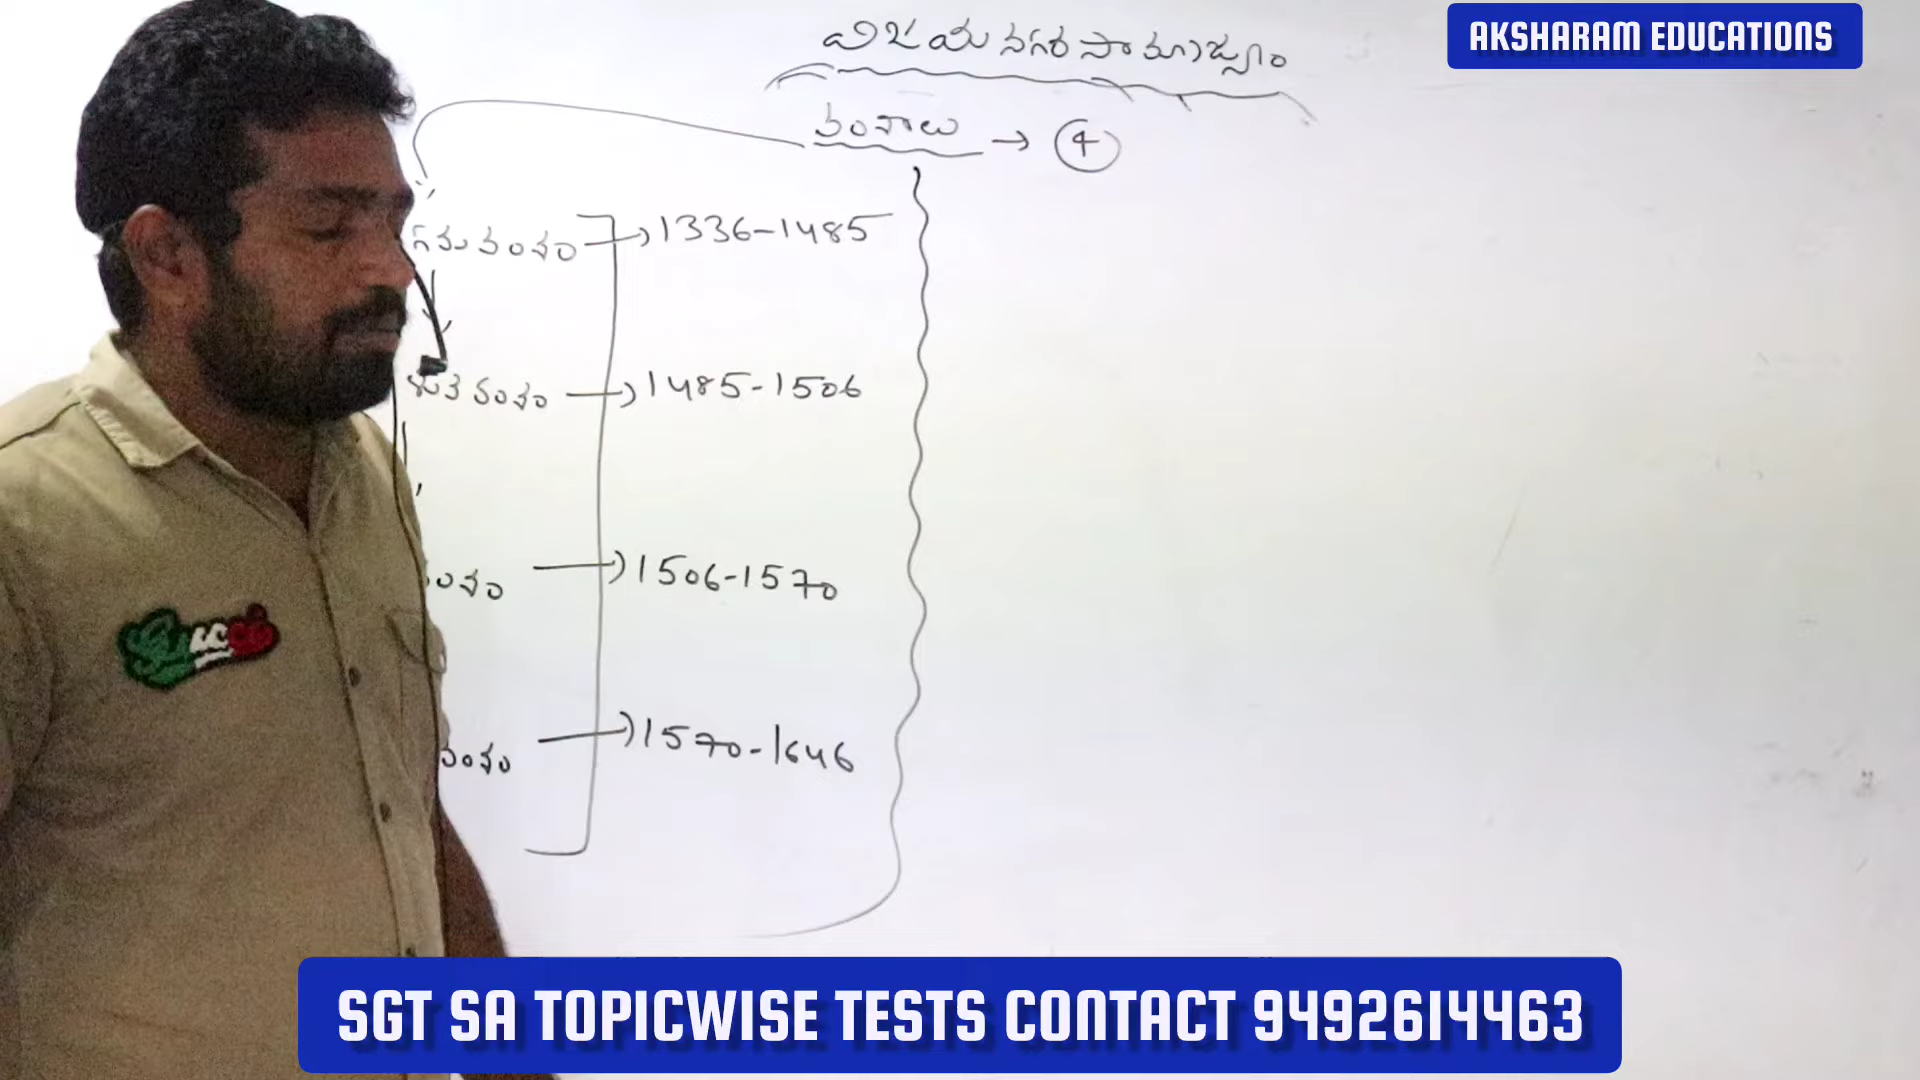 AKSHARAM EDUCATIONS
విజయనగర సామ్రాజ్యం
వంశాలు → 4
గమ వంశం → 1336-1485
ళువ వంశం → 1485-1506
వంశం → 1506-1570
వంశం → 1570-1646
SGT SA TOPICWISE TESTS CONTACT 9492614463